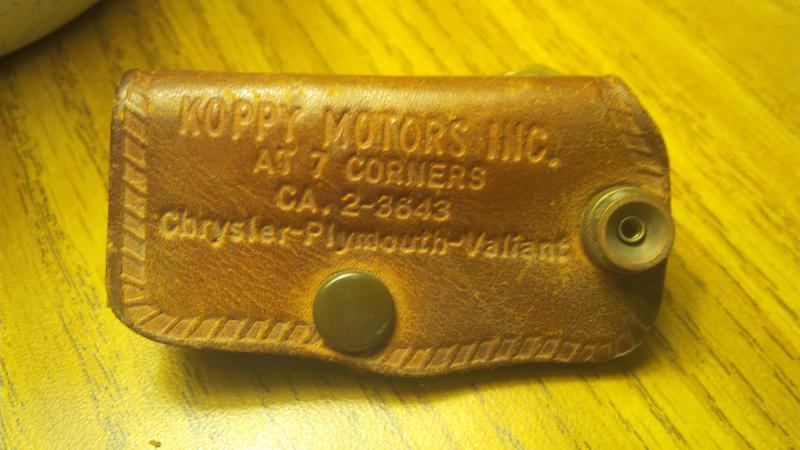 KOPPY MOTORS INC.
AT 7 CORNERS
CA. 2-3643
Chrysler-Plymouth-Valiant